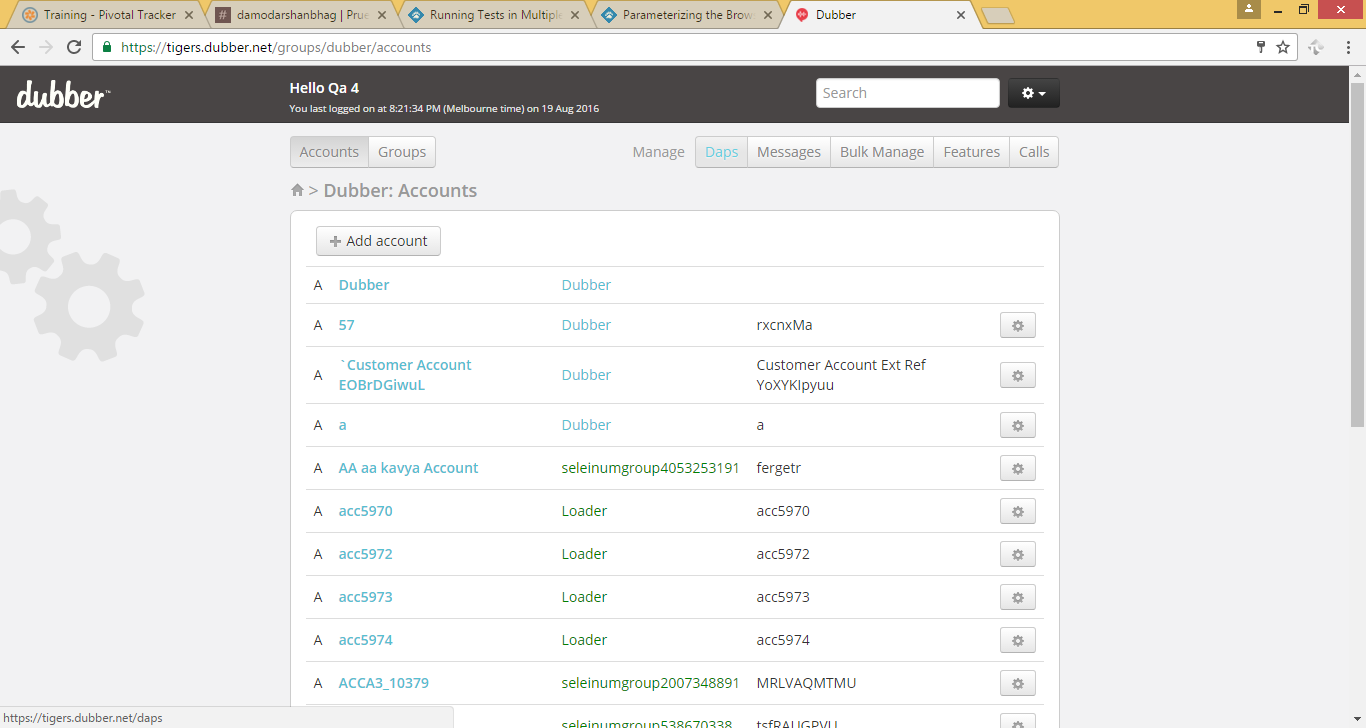 Training - Pivotal Tracker
damodarshanbhag | Prue
Running Tests in Multiple
Parameterizing the Brow
Dubber
https://tigers.dubber.net/groups/dubber/accounts
dubber™
Hello Qa 4
You last logged on at 8:21:34 PM (Melbourne time) on 19 Aug 2016
Search
Accounts Groups Manage Daps Messages Bulk Manage Features Calls
> Dubber: Accounts
+ Add account
A Dubber Dubber
A 57 Dubber rxcnxMa
A `Customer Account EOBrDGiwuL Dubber Customer Account Ext Ref YoXYKIpyuu
A a Dubber a
A AA aa kavya Account seleinumgroup4053253191 fergetr
A acc5970 Loader acc5970
A acc5972 Loader acc5972
A acc5973 Loader acc5973
A acc5974 Loader acc5974
A ACCA3_10379 seleinumgroup2007348891 MRLVAQMTMU
seleinumgroup538670338 tsfRAUGPVU
https://tigers.dubber.net/daps